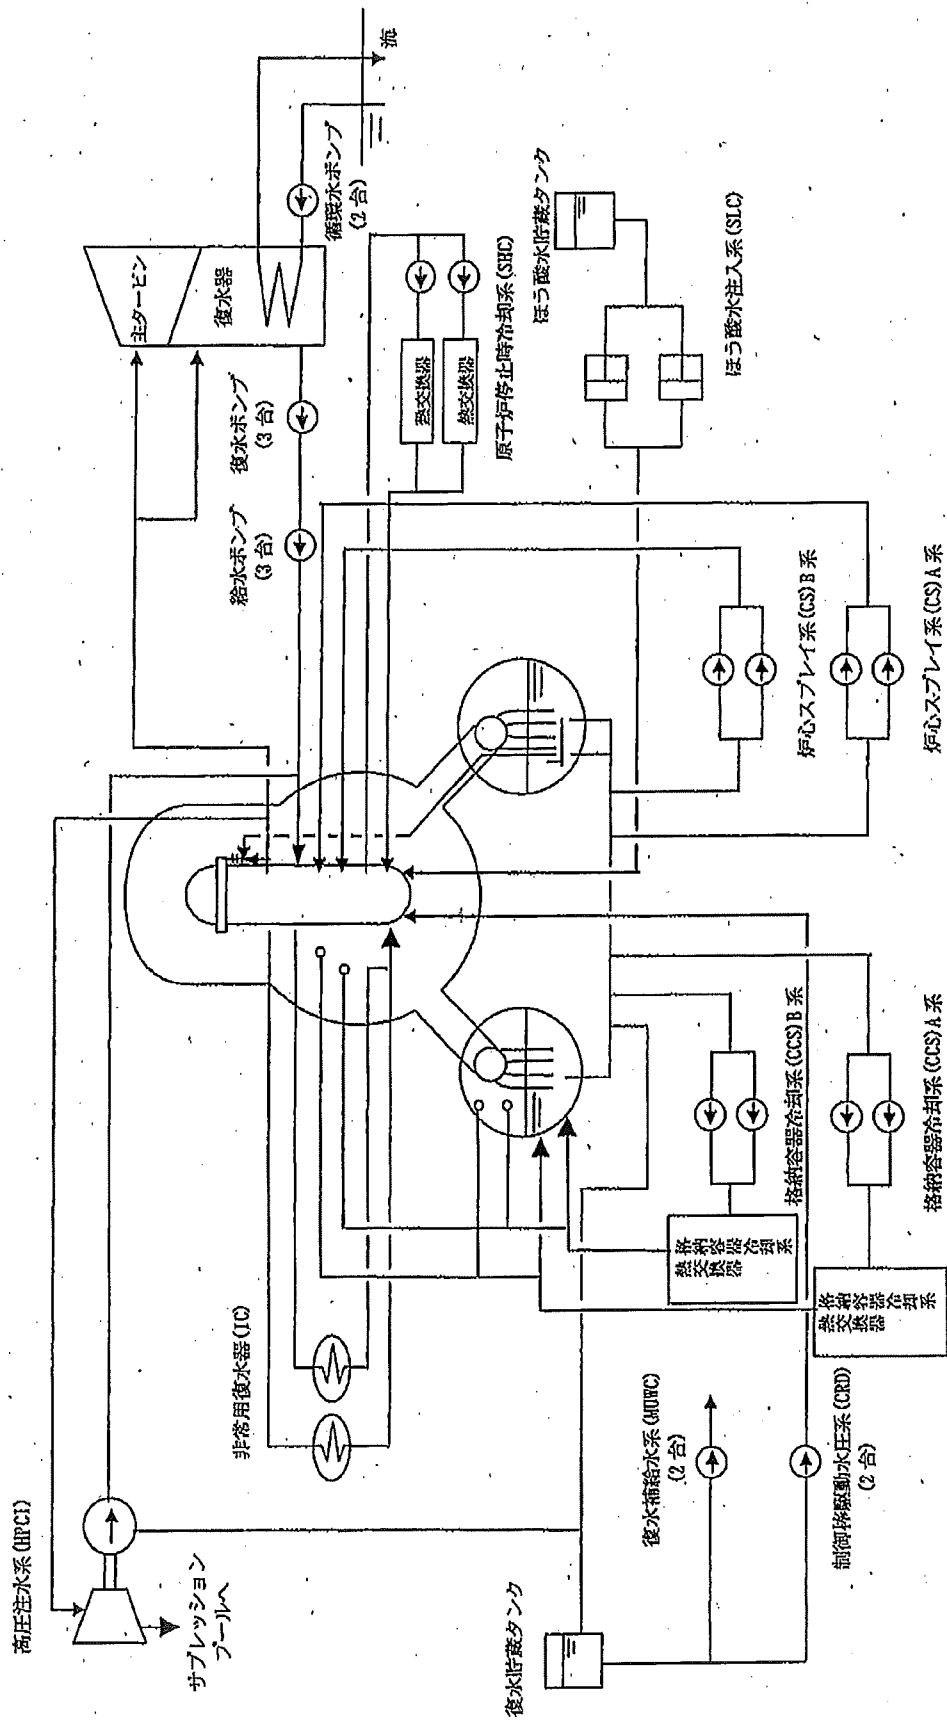 高圧注水系(HPCI)
サプレッション
プールへ
非常用復水器(IC)
復水貯蔵タンク
復水補給水系(MUWC)
(2台)
制御棒駆動水圧系(CRD)
(2台)
格納容器冷却系
熱交換器
格納容器冷却系
熱交換器
格納容器冷却系(CCS)B系
格納容器冷却系(CCS)A系
給水ポンプ
(3台)
復水ポンプ
(3台)
主タービン
復水器
循環水ポンプ
(2台)
海
熱交換器
熱交換器
原子炉停止時冷却系(SHC)
ほう酸水貯蔵タンク
ほう酸水注入系(SLC)
炉心スプレイ系(CS)B系
炉心スプレイ系(CS)A系